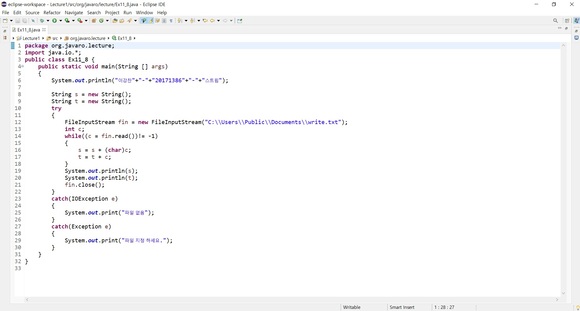 eclipse-workspace - Lecture1/src/org/javaro/lecture/Ex11_8.java - Eclipse IDE
File Edit Source Refactor Navigate Search Project Run Window Help
Ex11_8.java
Lecture1 src org.javaro.lecture Ex11_8
1 package org.javaro.lecture;
2 import java.io.*;
3 public class Ex11_8 {
4 public static void main(String [] args)
5 {
6 System.out.println("이강찬"+"-"+"20171386"+"-"+"스트림");
7
8 String s = new String();
9 String t = new String();
10 try
11 {
12 FileInputStream fin = new FileInputStream("C:\\Users\\Public\\Documents\\write.txt");
13 int c;
14 while((c = fin.read())!= -1)
15 {
16 s = s + (char)c;
17 t = t + c;
18 }
19 System.out.println(s);
20 System.out.println(t);
21 fin.close();
22 }
23 catch(IOException e)
24 {
25 System.out.print("파일 없음");
26 }
27 catch(Exception e)
28 {
29 System.out.print("파일 지정 하세요.");
30 }
31 }
32 }
33
Writable Smart Insert 1 : 28 : 27